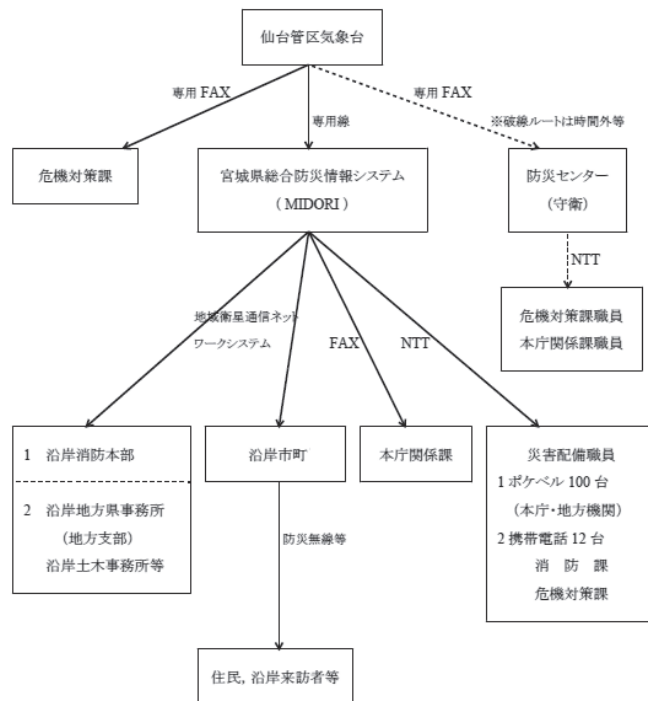 仙台管区気象台
専用 FAX
専用線
専用 FAX
※破線ルートは時間外等
危機対策課
宮城県総合防災情報システム
( MIDORI )
防災センター
(守衛)
NTT
危機対策課職員
本庁関係課職員
地域衛星通信ネット
ワークシステム
FAX
NTT
1 沿岸消防本部
2 沿岸地方県事務所
(地方支部)
沿岸土木事務所等
沿岸市町
本庁関係課
災害配備職員
1 ポケベル 100 台
(本庁・地方機関)
2 携帯電話 12 台
消 防 課
危機対策課
防災無線等
住民, 沿岸来訪者等